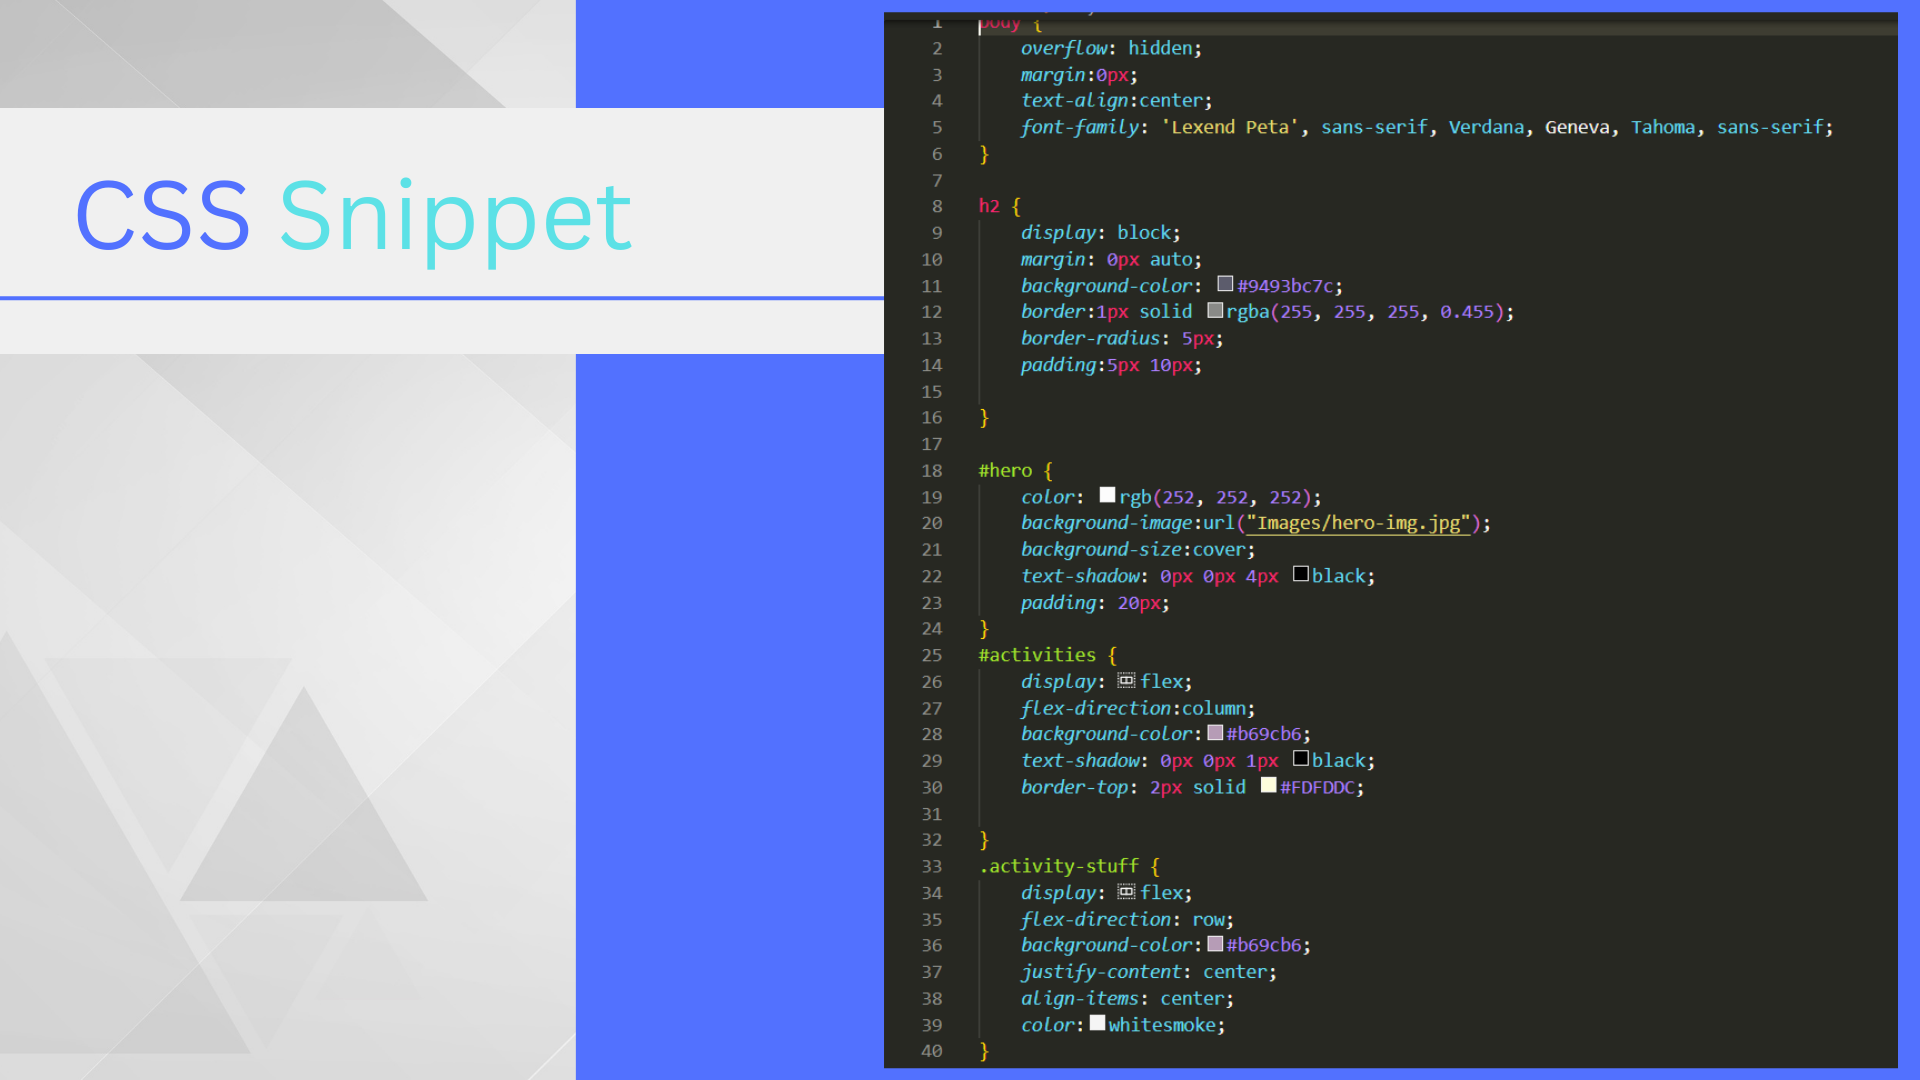 CSS Snippet
1 body {
2 overflow: hidden;
3 margin:0px;
4 text-align:center;
5 font-family: 'Lexend Peta', sans-serif, Verdana, Geneva, Tahoma, sans-serif;
6 }
7
8 h2 {
9 display: block;
10 margin: 0px auto;
11 background-color: #9493bc7c;
12 border:1px solid rgba(255, 255, 255, 0.455);
13 border-radius: 5px;
14 padding:5px 10px;
15
16 }
17
18 #hero {
19 color: rgb(252, 252, 252);
20 background-image:url("Images/hero-img.jpg");
21 background-size:cover;
22 text-shadow: 0px 0px 4px black;
23 padding: 20px;
24 }
25 #activities {
26 display: flex;
27 flex-direction:column;
28 background-color:#b69cb6;
29 text-shadow: 0px 0px 1px black;
30 border-top: 2px solid #FDFDDC;
31
32 }
33 .activity-stuff {
34 display: flex;
35 flex-direction: row;
36 background-color:#b69cb6;
37 justify-content: center;
38 align-items: center;
39 color:whitesmoke;
40 }